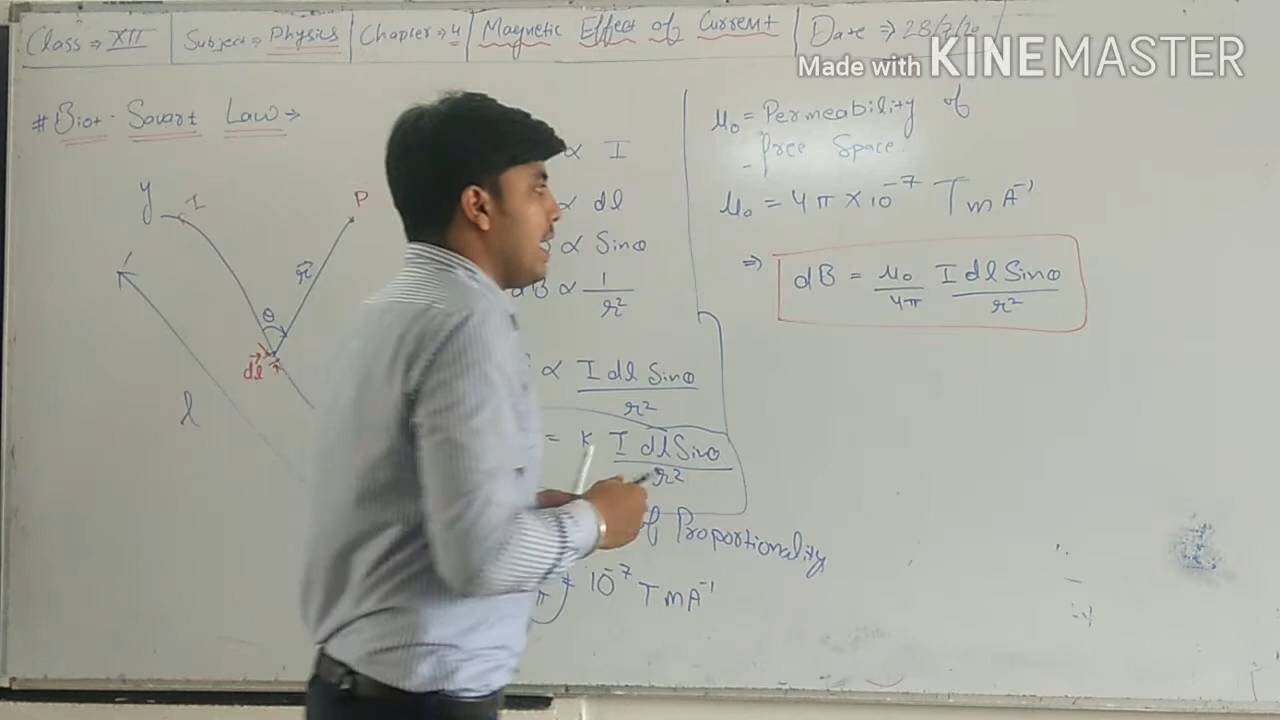 Class ⇒ XII | Subject ⇒ Physics | Chapter ⇒ 4 | Magnetic Effect of Current | Date ⇒ 28/7/20
Made with KINEMASTER
# Biot-Savart Law →
y
I
P
r⃗
θ
dl⃗
l
∝ I
∝ dl
∝ Sinθ
dB ∝ 1/r²
∝ I dl Sinθ / r²
= K I dl Sinθ / r²
of Proportionality
π = 10⁻⁷ T m A⁻¹
μ₀ = Permeability of
free Space
μ₀ = 4π × 10⁻⁷ T m A⁻¹
⇒ dB = μ₀/4π I dl Sinθ / r²